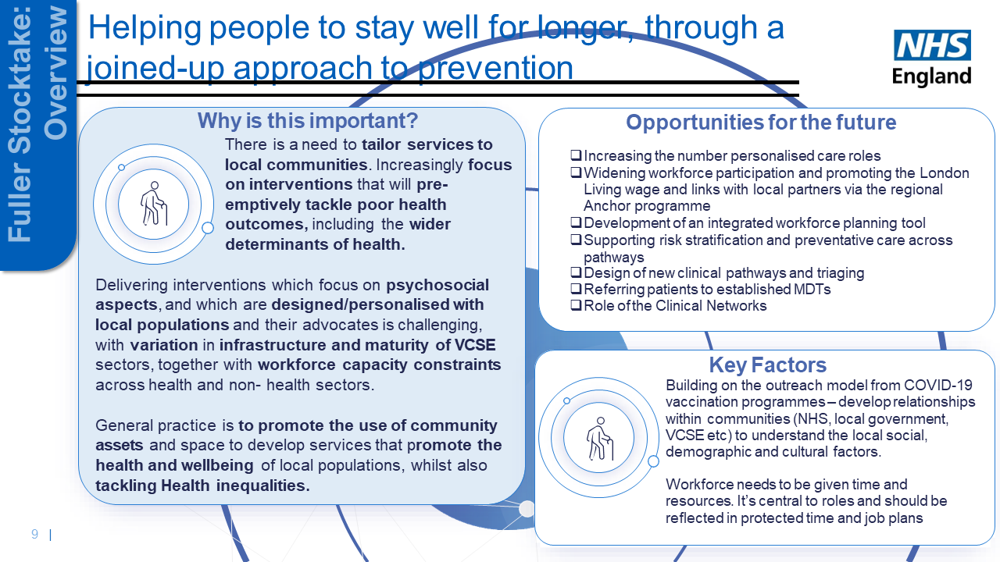 Fuller Stocktake:
Overview
Helping people to stay well for longer, through a
joined-up approach to prevention
NHS
England
Why is this important?
There is a need to tailor services to
local communities. Increasingly focus
on interventions that will pre-
emptively tackle poor health
outcomes, including the wider
determinants of health.
Delivering interventions which focus on psychosocial
aspects, and which are designed/personalised with
local populations and their advocates is challenging,
with variation in infrastructure and maturity of VCSE
sectors, together with workforce capacity constraints
across health and non- health sectors.
General practice is to promote the use of community
assets and space to develop services that promote the
health and wellbeing of local populations, whilst also
tackling Health inequalities.
Opportunities for the future
❑Increasing the number personalised care roles
❑Widening workforce participation and promoting the London
Living wage and links with local partners via the regional
Anchor programme
❑Development of an integrated workforce planning tool
❑Supporting risk stratification and preventative care across
pathways
❑Design of new clinical pathways and triaging
❑Referring patients to established MDTs
❑Role of the Clinical Networks
Key Factors
Building on the outreach model from COVID-19
vaccination programmes – develop relationships
within communities (NHS, local government,
VCSE etc) to understand the local social,
demographic and cultural factors.
Workforce needs to be given time and
resources. It's central to roles and should be
reflected in protected time and job plans
9 |